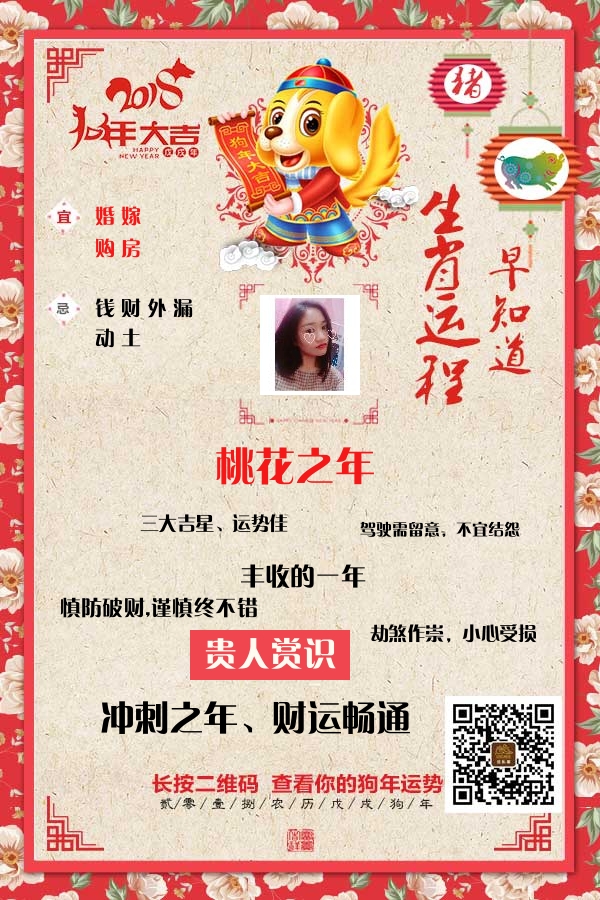 2018
狗年大吉
HAPPY
NEW YEAR
戊戌年
狗年大吉
猪
生肖运程
早知道
宜
婚嫁
购房
忌
钱财外漏
动土
HAPPY CHINESE NEW YEAR
桃花之年
三大吉星、运势佳
驾驶需留意，不宜结怨
丰收的一年
慎防破财,谨慎终不错
劫煞作祟，小心受损
贵人赏识
冲刺之年、财运畅通
长按二维码 查看你的狗年运势
贰/零/壹/捌/农/历/戊/戌/狗/年